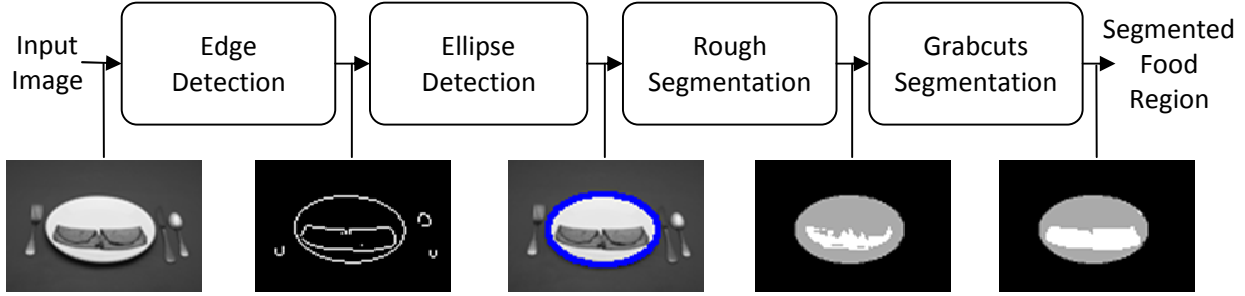 Input
Image
Edge
Detection
Ellipse
Detection
Rough
Segmentation
Grabcuts
Segmentation
Segmented
Food
Region